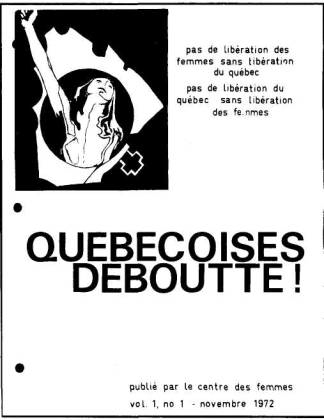 pas de libération des
femmes sans libération
du québec
pas de libération du
québec sans libération
des femmes
QUEBECOISES
DEBOUTTE !
publié par le centre des femmes
vol. 1, no 1 - novembre 1972